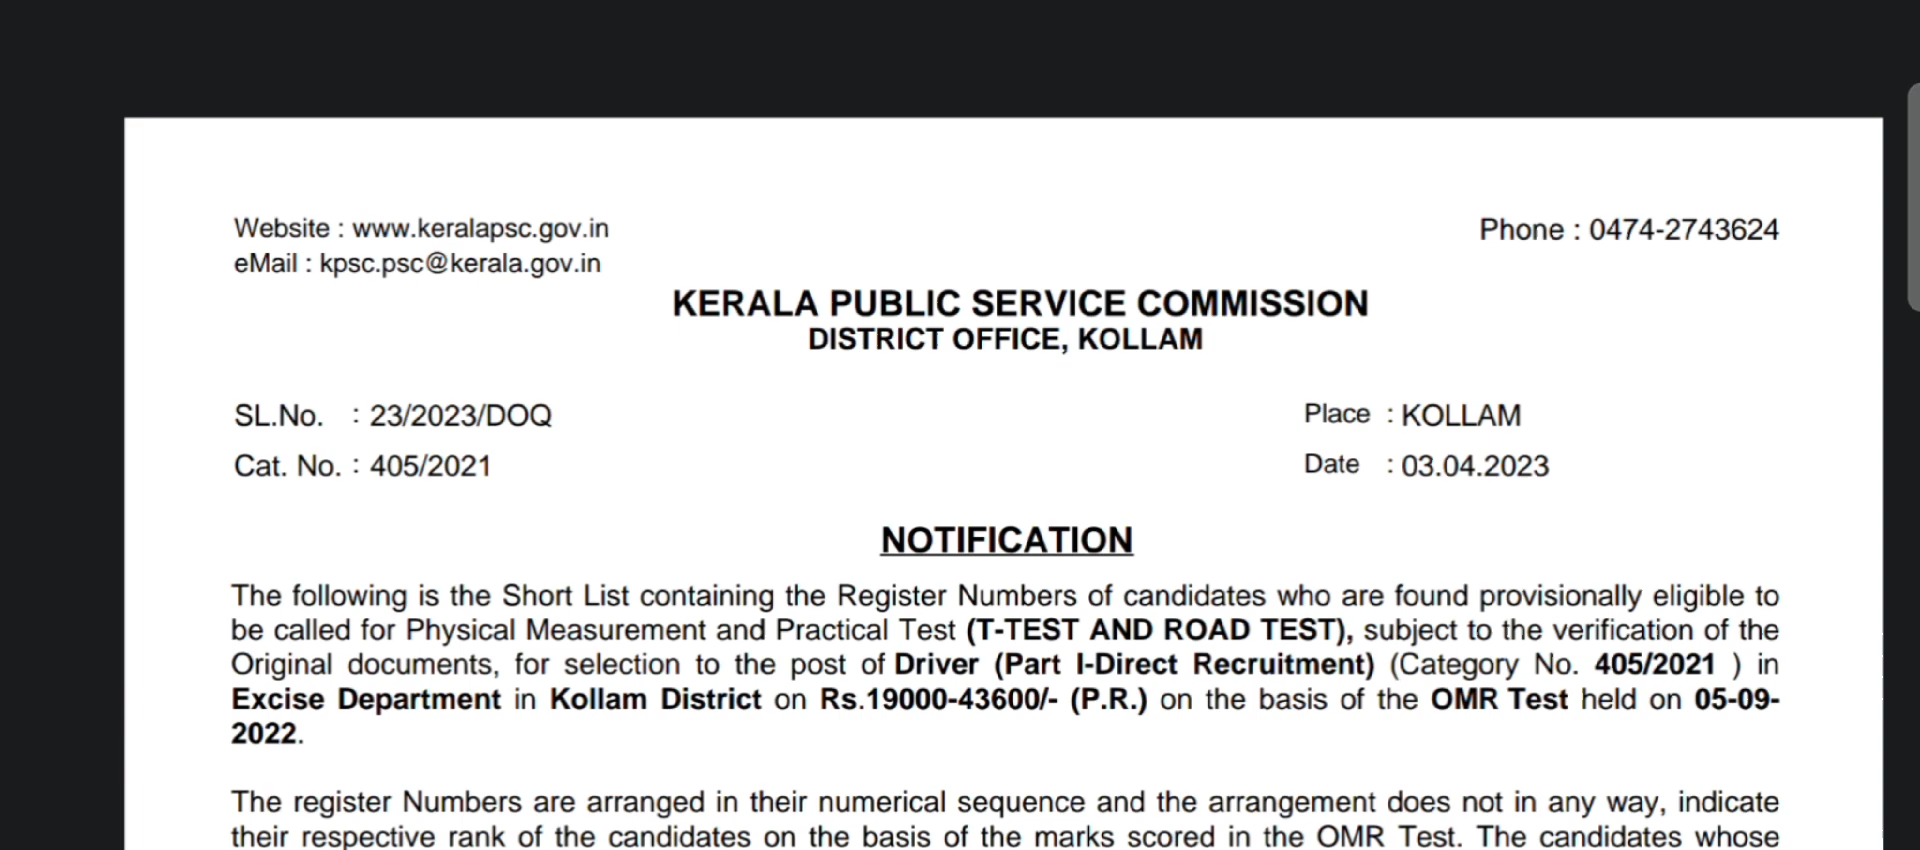 Website : www.keralapsc.gov.in
Phone : 0474-2743624
eMail : kpsc.psc@kerala.gov.in
KERALA PUBLIC SERVICE COMMISSION
DISTRICT OFFICE, KOLLAM
SL.No. : 23/2023/DOQ
Place : KOLLAM
Cat. No. : 405/2021
Date : 03.04.2023
NOTIFICATION
The following is the Short List containing the Register Numbers of candidates who are found provisionally eligible to
be called for Physical Measurement and Practical Test (T-TEST AND ROAD TEST), subject to the verification of the
Original documents, for selection to the post of Driver (Part I-Direct Recruitment) (Category No. 405/2021 ) in
Excise Department in Kollam District on Rs.19000-43600/- (P.R.) on the basis of the OMR Test held on 05-09-
2022.
The register Numbers are arranged in their numerical sequence and the arrangement does not in any way, indicate
their respective rank of the candidates on the basis of the marks scored in the OMR Test. The candidates whose